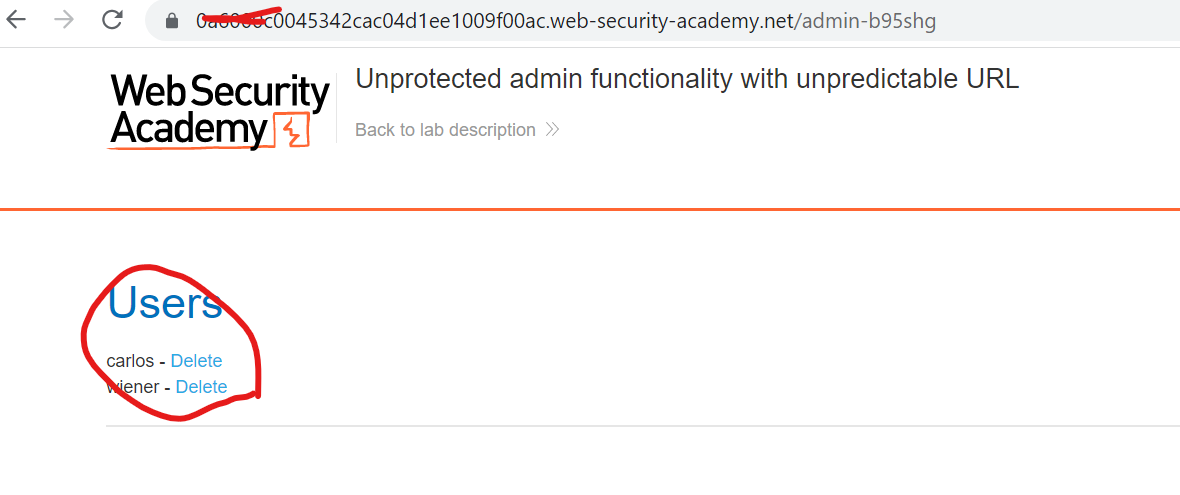 c0045342cac04d1ee1009f00ac.web-security-academy.net/admin-b95shg
Web Security
Academy
Unprotected admin functionality with unpredictable URL
Back to lab description
Users
carlos - Delete
wiener - Delete